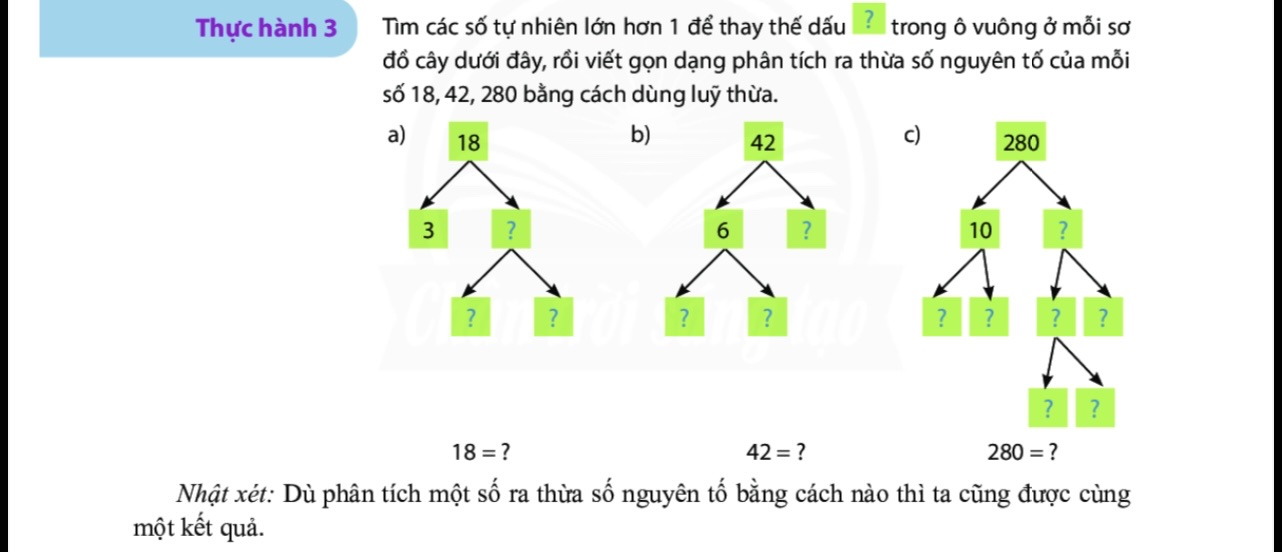 Thực hành 3 Tìm các số tự nhiên lớn hơn 1 để thay thế dấu ? trong ô vuông ở mỗi sơ
đồ cây dưới đây, rồi viết gọn dạng phân tích ra thừa số nguyên tố của mỗi
số 18, 42, 280 bằng cách dùng luỹ thừa.
a) 18 b) 42 c) 280
3 ? 6 ? 10 ?
? ? ? ? ? ? ? ?
? ?
Chân trời sáng tạo
18 = ? 42 = ? 280 = ?
Nhật xét: Dù phân tích một số ra thừa số nguyên tố bằng cách nào thì ta cũng được cùng
một kết quả.